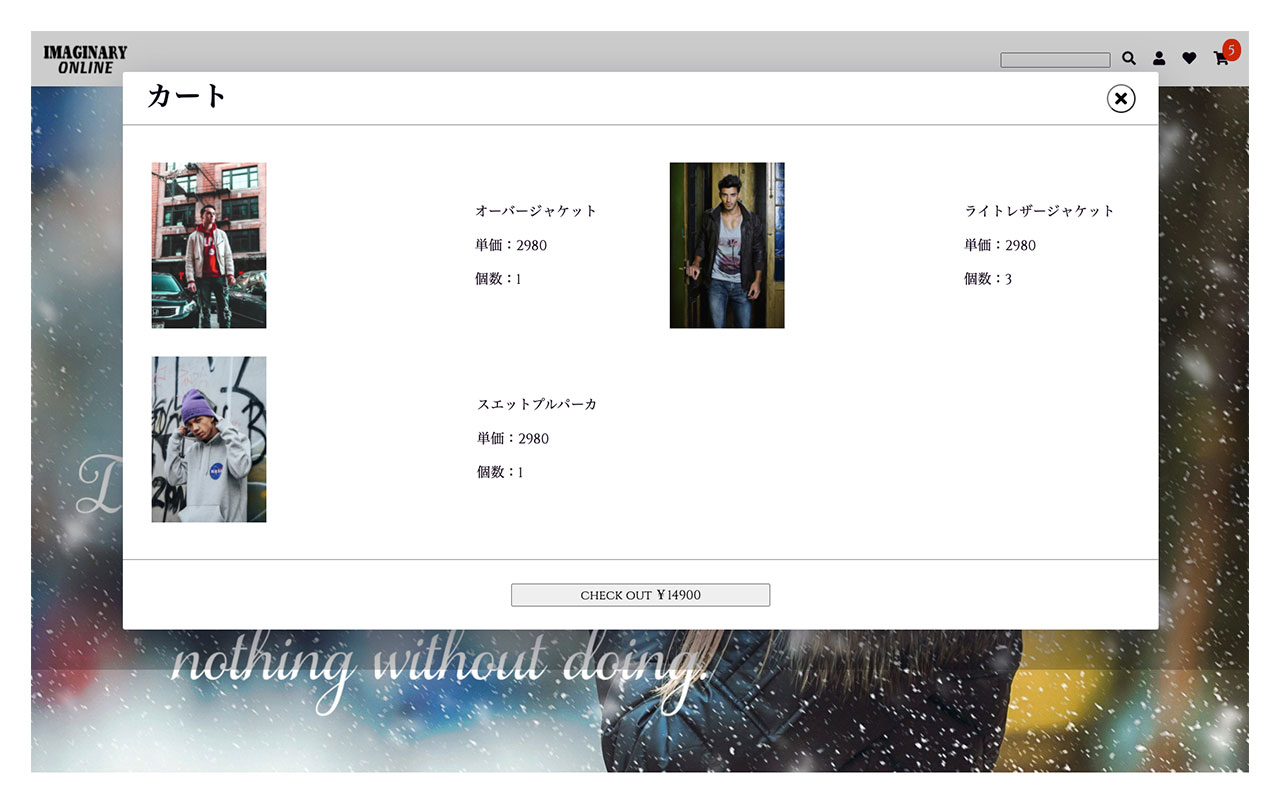 IMAGINARY
ONLINE
5
カート
オーバージャケット
単価：2980
個数：1
ライトレザージャケット
単価：2980
個数：3
スエットプルパーカ
単価：2980
個数：1
CHECK OUT ￥14900
nothing without doing.